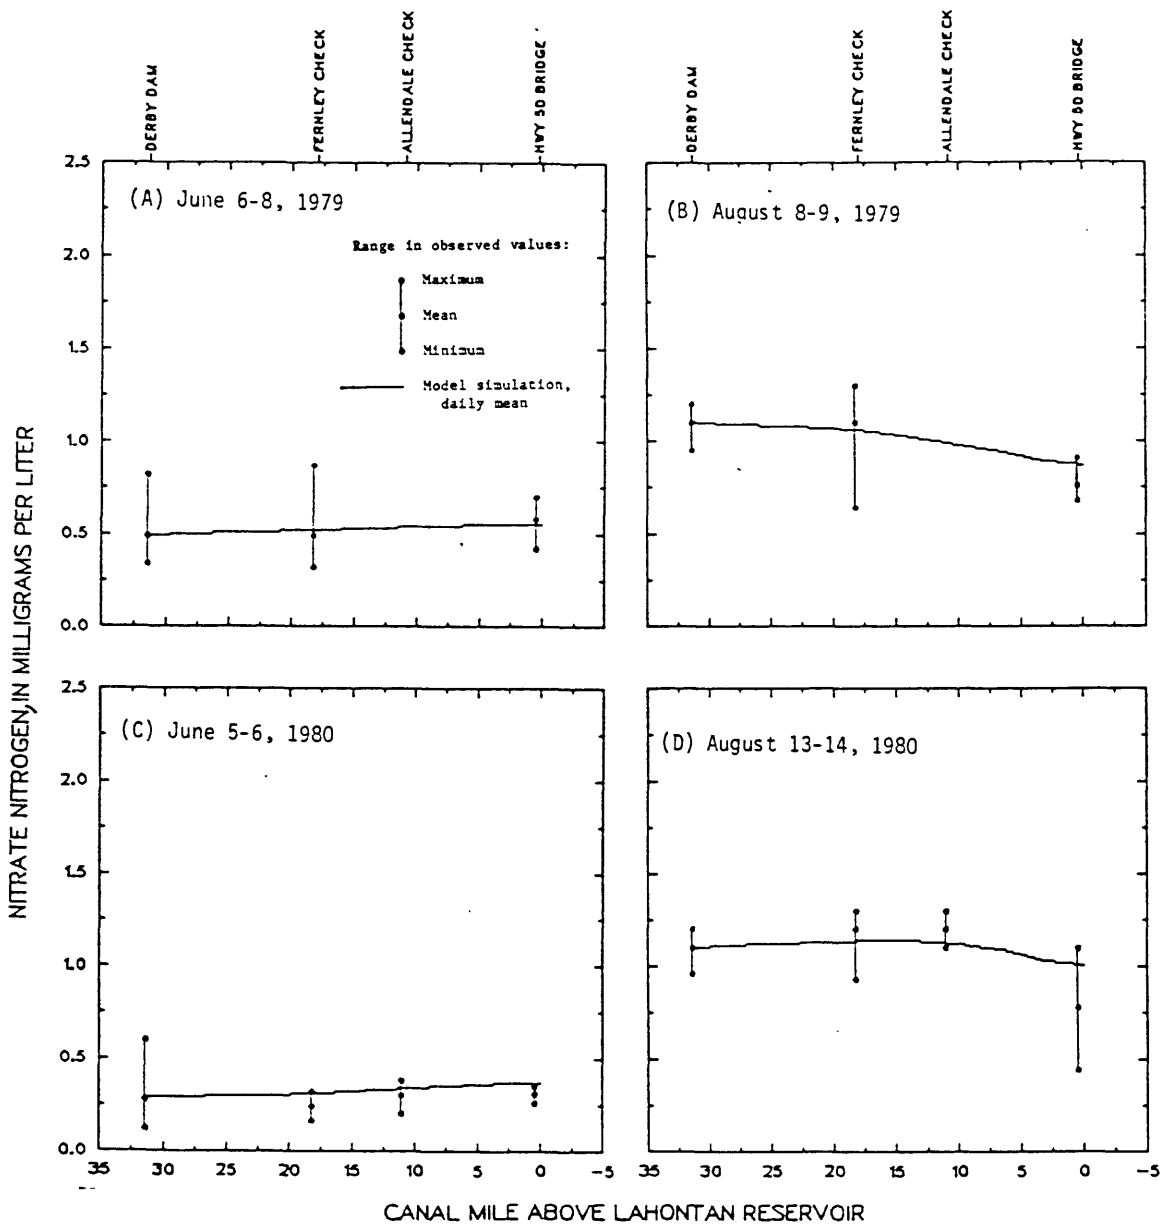 DERBY DAM
FERNLEY CHECK
ALLENDALE CHECK
HWY 50 BRIDGE
DERBY DAM
FERNLEY CHECK
ALLENDALE CHECK
HWY 50 BRIDGE
2.5
2.0
1.5
1.0
0.5
0.0
(A) June 6-8, 1979
Range in observed values:
Maximum
Mean
Minimum
Model simulation,
daily mean
(B) August 8-9, 1979
NITRATE NITROGEN, IN MILLIGRAMS PER LITER
2.5
2.0
1.5
1.0
0.5
0.0
(C) June 5-6, 1980
(D) August 13-14, 1980
35 30 25 20 15 10 5 0 -5 35 30 25 20 15 10 5 0 -5
CANAL MILE ABOVE LAHONTAN RESERVOIR